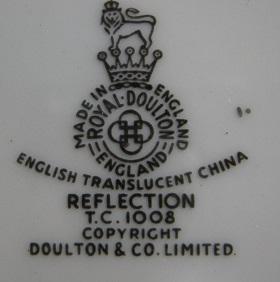 MADE IN ENGLAND
ROYAL·DOULTON
ENGLAND
ENGLISH TRANSLUCENT CHINA
REFLECTION
T.C. 1008
COPYRIGHT
DOULTON & CO. LIMITED.